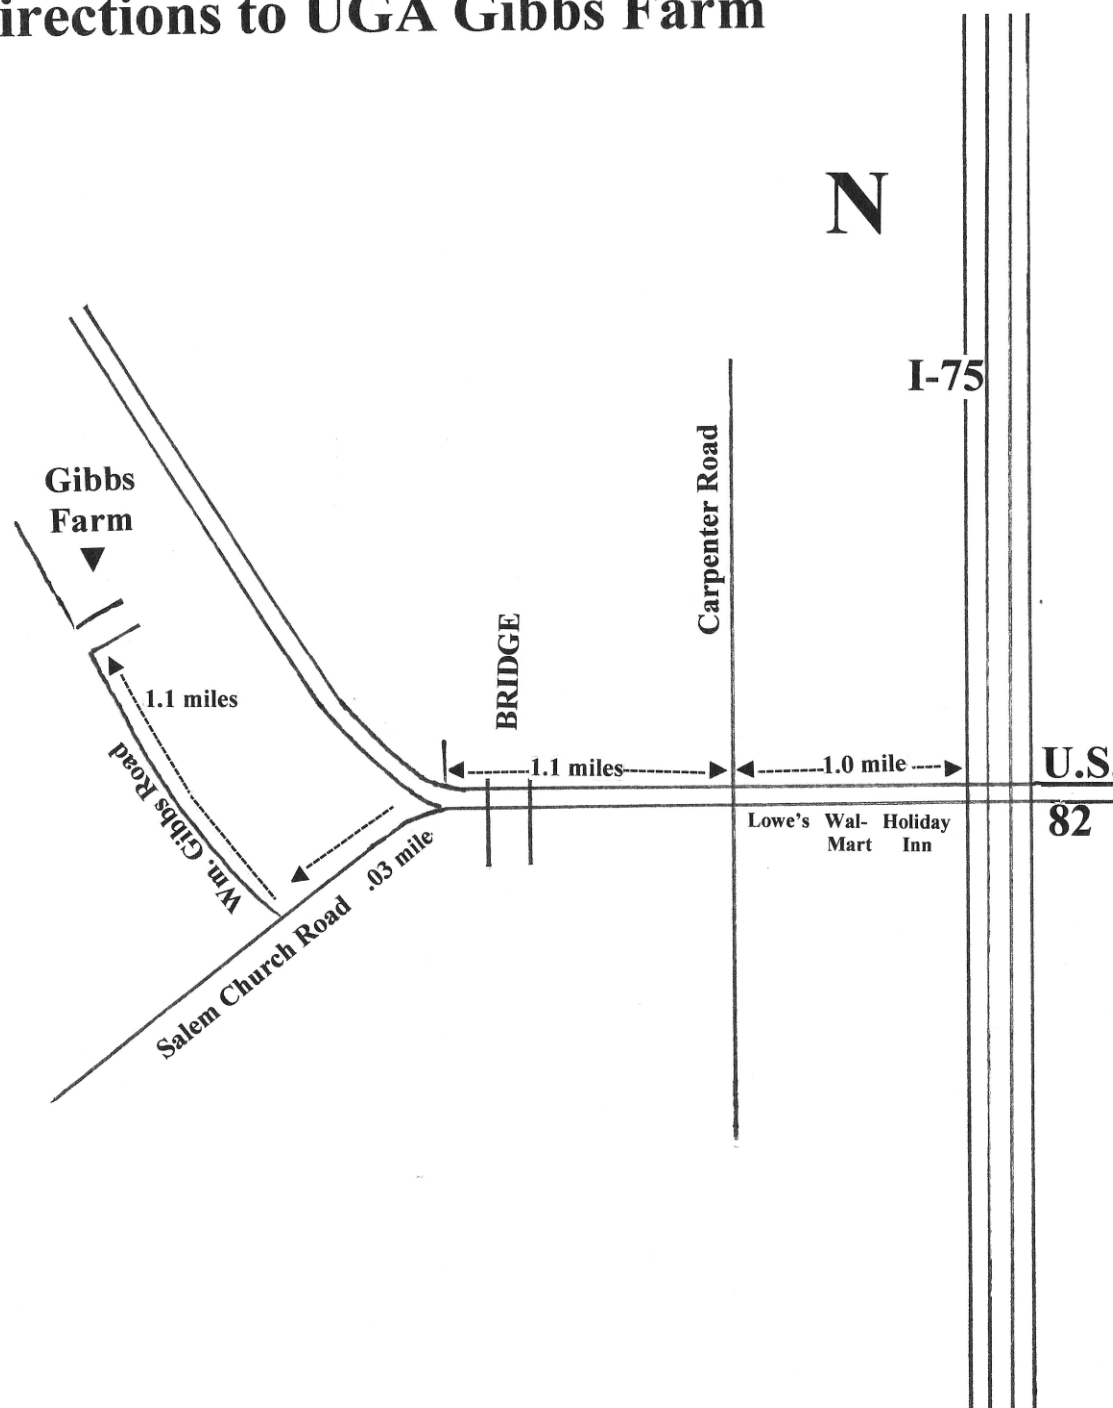 irections to UGA Gibbs Farm
N
I-75
Carpenter Road
Gibbs
Farm
BRIDGE
1.1 miles
Wm. Gibbs Road
1.1 miles
1.0 mile
U.S.
82
Lowe's
Wal-
Mart
Holiday
Inn
.03 mile
Salem Church Road